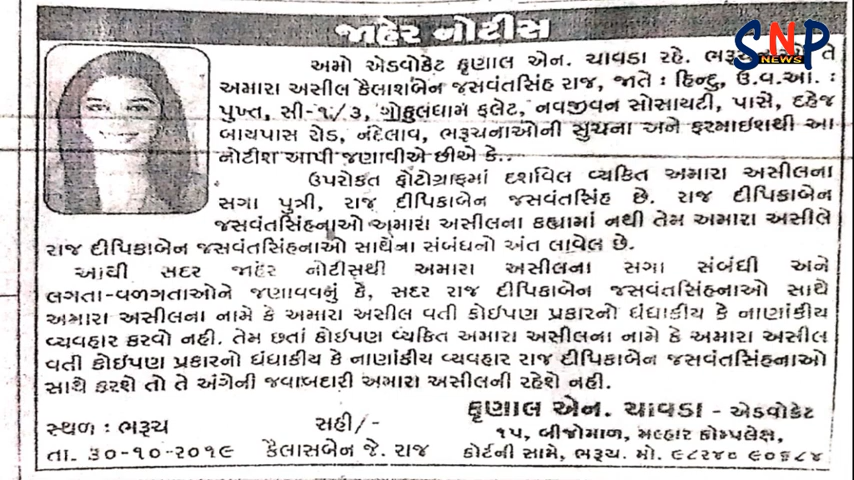 જાહેર નોટીસ
SNP
NEWS
અમો એડવોકેટ કૃણાલ એન. ચાવડા રહે. તે
અમારા અસીલ કૈલાશબેન જસવંતસિંહ રાજ, જાતે : હિન્દુ, ઉ.વ.આ. :
પુખ્ત, સી-૧/૩, ગોકુલધામ ફ્લેટ, નવજીવન સોસાયટી, પાસે, દહેજ
બાયપાસ રોડ, નંદેલાવ, ભરૂચનાઓની સુચના અને ફરમાઇશથી આ
નોટીશ આપી જણાવીએ છીએ કે..
ઉપરોકત ફોટોગ્રાફમાં દર્શાવેલ વ્યકિત અમારા અસીલના
સગા પુત્રી, રાજ દીપિકાબેન જસવંતસિંહ છે. રાજ દીપિકાબેન
જસવંતસિંહનાઓ અમારા અસીલના કહ્યામાં નથી તેમ અમારા અસીલે
રાજ દીપિકાબેન જસવંતસિંહનાઓ સાથેના સંબંધનો અંત લાવેલ છે.
આથી સદર જાહેર નોટીસથી અમારા અસીલના સગા સંબંધી અને
લગતા-વળગતાઓને જણાવવાનું કે, સદર રાજ દીપિકાબેન જસવંતસિંહનાઓ સાથે
અમારા અસીલના નામે કે અમારા અસીલ વતી કોઈપણ પ્રકારનો ધંધાકીય કે નાણાંકીય
વ્યવહાર કરવો નહી. તેમ છતાં કોઈપણ વ્યકિત અમારા અસીલના નામે કે અમારા અસીલ
વતી કોઈપણ પ્રકારનો ધંધાકીય કે નાણાંકીય વ્યવહાર રાજ દીપિકાબેન જસવંતસિંહનાઓ
સાથે કરશે તો તે અંગેની જવાબદારી અમારા અસીલની રહેશે નહી.
કૃણાલ એન. ચાવડા - એડવોકેટ
સ્થળ : ભરૂચ સહી/-
૧૫, બીજોમાળ, મલ્હાર કોમ્પલેક્ષ,
તા. ૩૦-૧૦-૨૦૧૯ કૈલાસબેન જે. રાજ
કોર્ટની સામે, ભરૂચ. મો. ૯૮૨૪૦ ૯૦૬૮૪